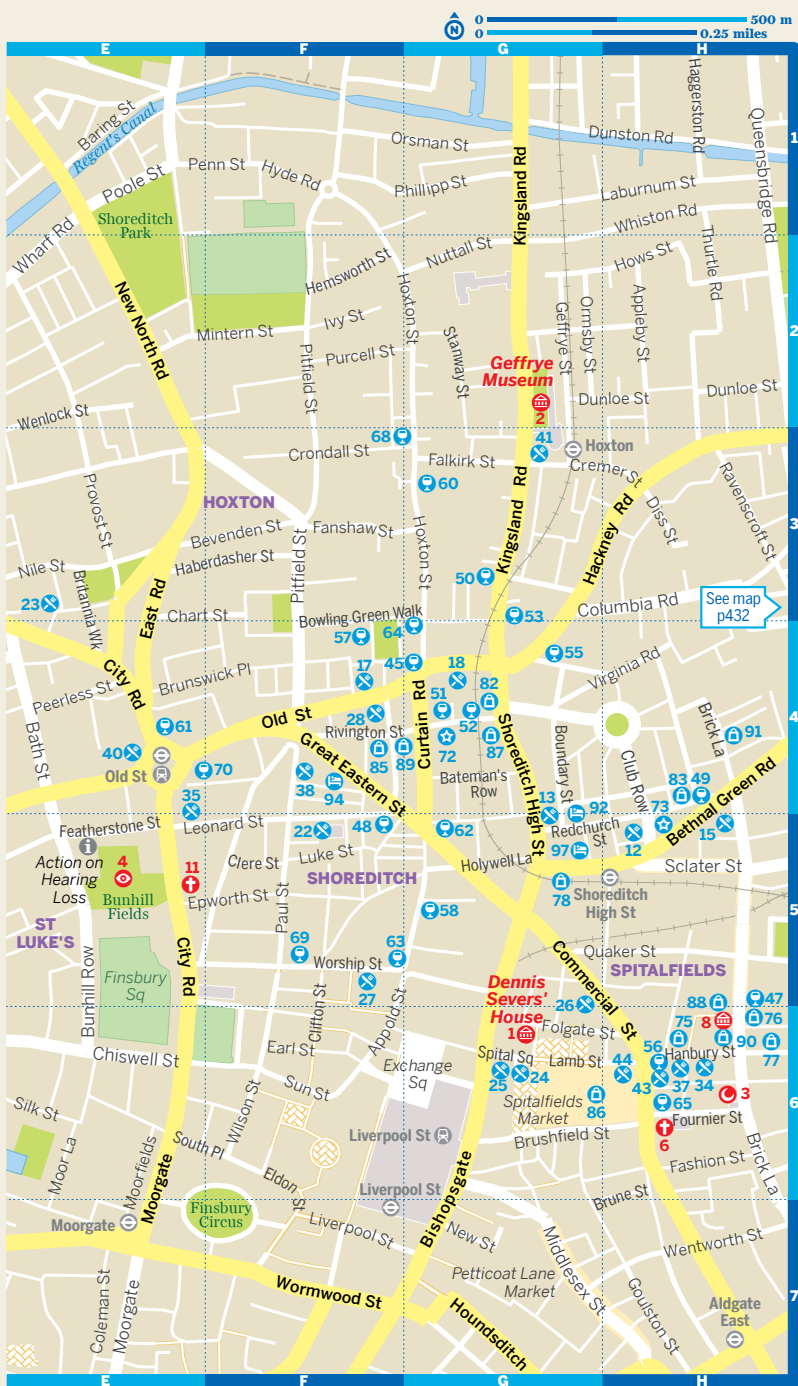 0 500 m
N
0 0.25 miles
E F G H
1
2
3
4
5
6
7
Baring St
Regent's Canal
Poole St
Penn St
Hyde Rd
Orsman St
Phillipp St
Kingsland Rd
Dunston Rd
Haggerston Rd
Queensbridge Rd
Laburnum St
Whiston Rd
Shoreditch
Park
Wharf Rd
New North Rd
Hemsworth St
Nuttall St
Hoxton St
Hows St
Thurtle Rd
Mintern St
Ivy St
Purcell St
Pitfield St
Stanway St
Geffrye St
Ormsby St
Appleby St
Geffrye
Museum
2
Dunloe St
Dunloe St
Wenlock St
68
41
Hoxton
Crondall St
Falkirk St
Cremer St
60
Provost St
HOXTON
Kingsland Rd
Hackney Rd
Diss St
Ravenscroft St
Bevenden St
Fanshaw St
Haberdasher St
Pitfield St
Hoxton St
Nile St
Britannia Wk
East Rd
50
23
Chart St
Bowling Green Walk
53
Columbia Rd
See map
p432
57
64
City Rd
Brunswick Pl
17
45
18
55
Virginia Rd
Peerless St
82
51
Old St
28
Curtain Rd
52
Shoreditch High St
Brick La
91
Bath St
61
Rivington St
72
87
40
Old St
70
Great Eastern St
85
89
Bateman's
Row
Boundary St
Club Row
83
49
Bethnal Green Rd
38
94
13
92
35
73
Featherstone St
Leonard St
22
48
62
Redchurch
St
12
15
Action on
Hearing
Loss
4
11
Clere St
Luke St
Holywell La
97
Sclater St
Bunhill
Fields
Epworth St
Paul St
SHOREDITCH
78
Shoreditch
High St
58
ST
LUKE'S
City Rd
69
63
Commercial St
Quaker St
Bunhill Row
Finsbury
Sq
Worship St
27
Dennis
Severs'
House
SPITALFIELDS
26
88
47
Clifton St
Appold St
1
Folgate St
75
8
76
90
77
Chiswell St
Earl St
Exchange
Sq
Spital Sq
Lamb St
44
56
Hanbury St
25
24
43
37
34
Sun St
Spitalfields
Market
86
65
3
Silk St
Wilson St
Fournier St
Moor La
Moorfields
South Pl
Liverpool St
Brushfield St
6
Moorgate
Eldon St
Liverpool St
Bishopsgate
Fashion St
Brick La
Brune St
Moorgate
Finsbury
Circus
Liverpool St
New St
Middlesex St
Wentworth St
Petticoat Lane
Market
Goulston St
Coleman St
Moorgate
Wormwood St
Houndsditch
Aldgate
East